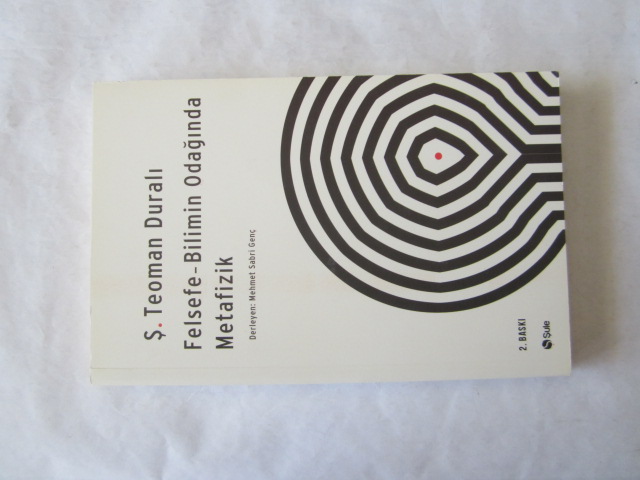 Ş. Teoman Duralı
Felsefe-Bilimin Odağında
Metafizik
Derleyen: Mehmet Sabri Genç
2. BASKI
Şule